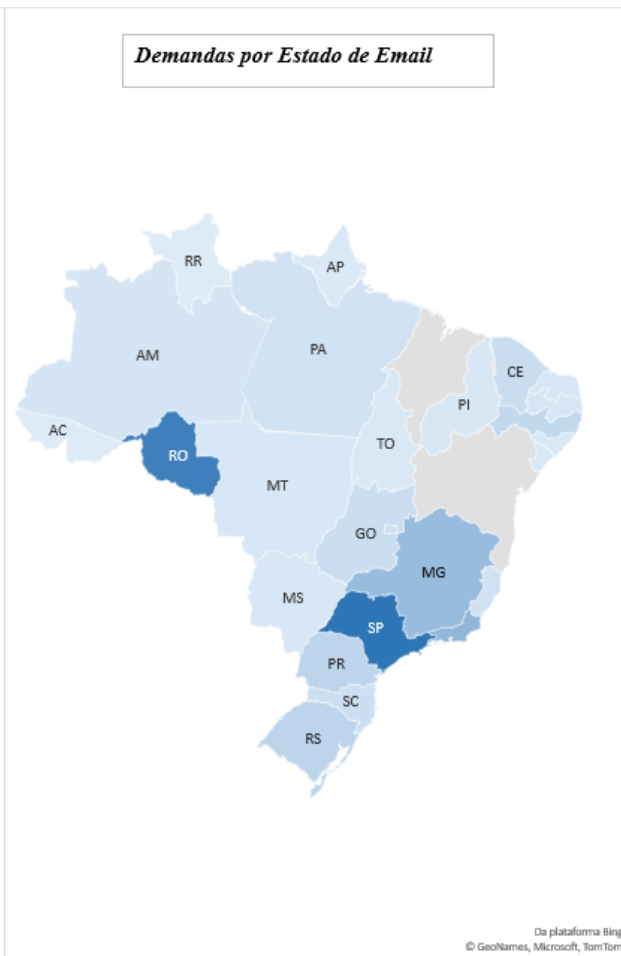 Demandas por Estado de Email
RR
AP
AM
PA
CE
PI
AC
TO
RO
MT
GO
MG
MS
SP
PR
SC
RS
Da plataforma Bing
© GeoNames, Microsoft, TomTom